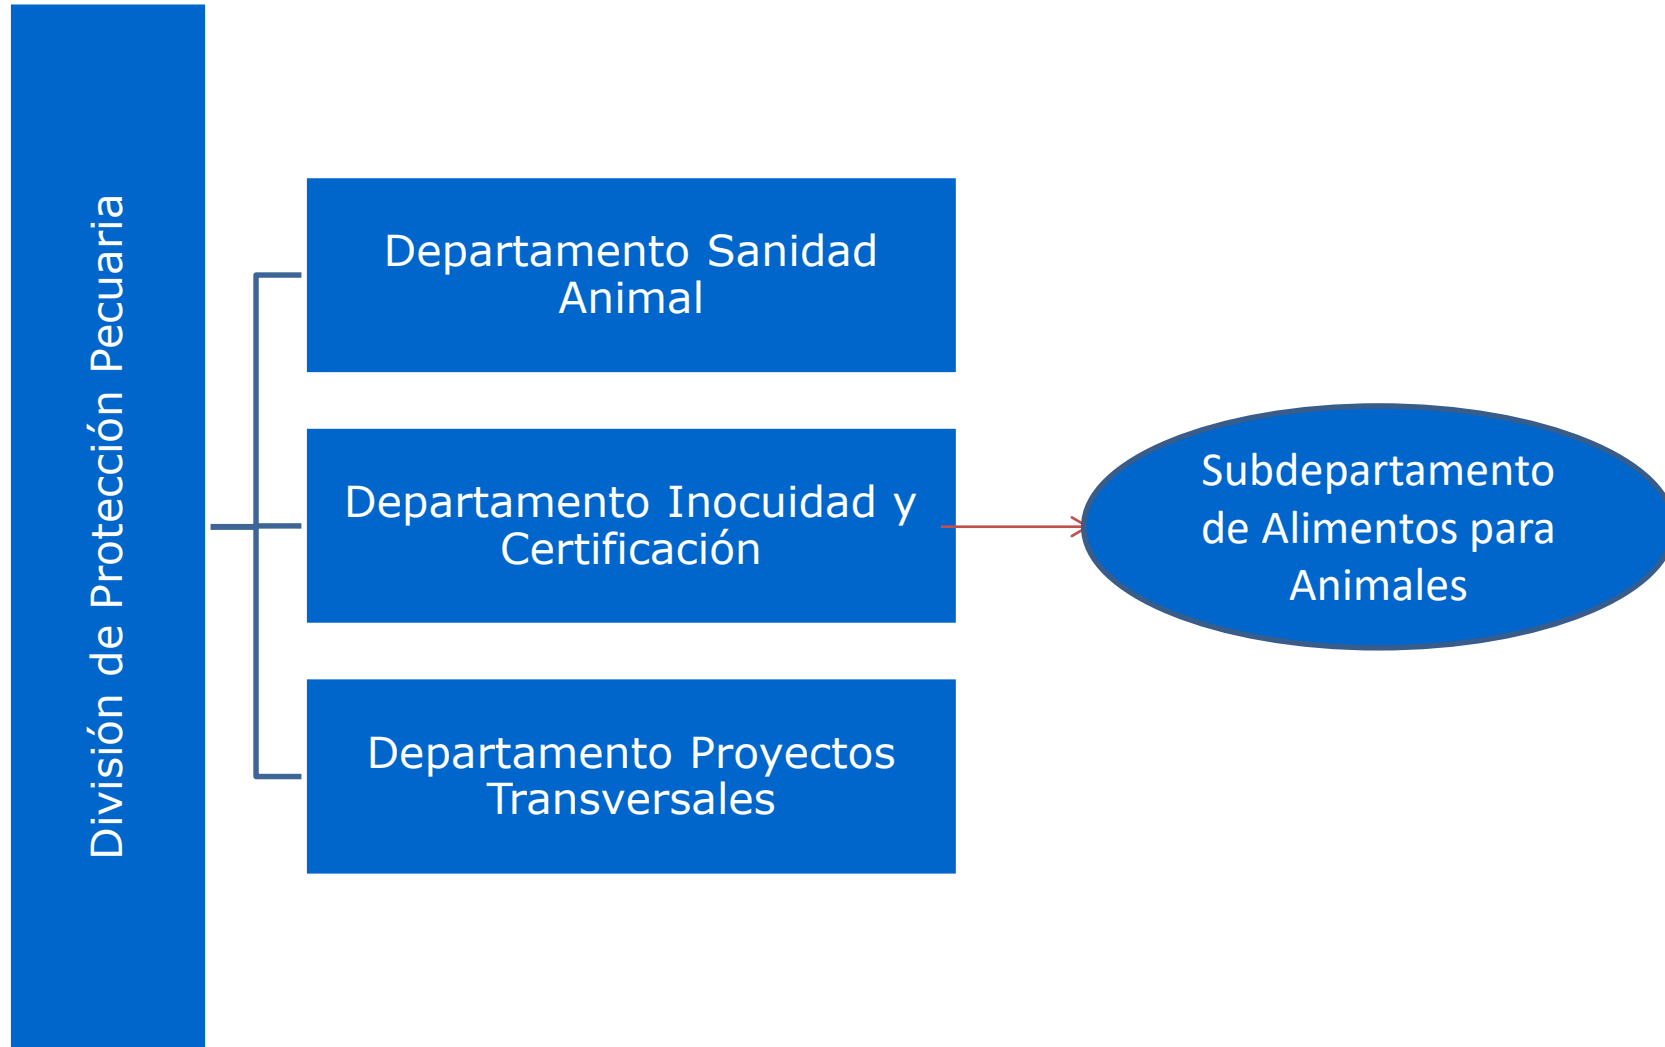 División de Protección Pecuaria
Departamento Sanidad
Animal
Departamento Inocuidad y
Certificación
Departamento Proyectos
Transversales
Subdepartamento
de Alimentos para
Animales